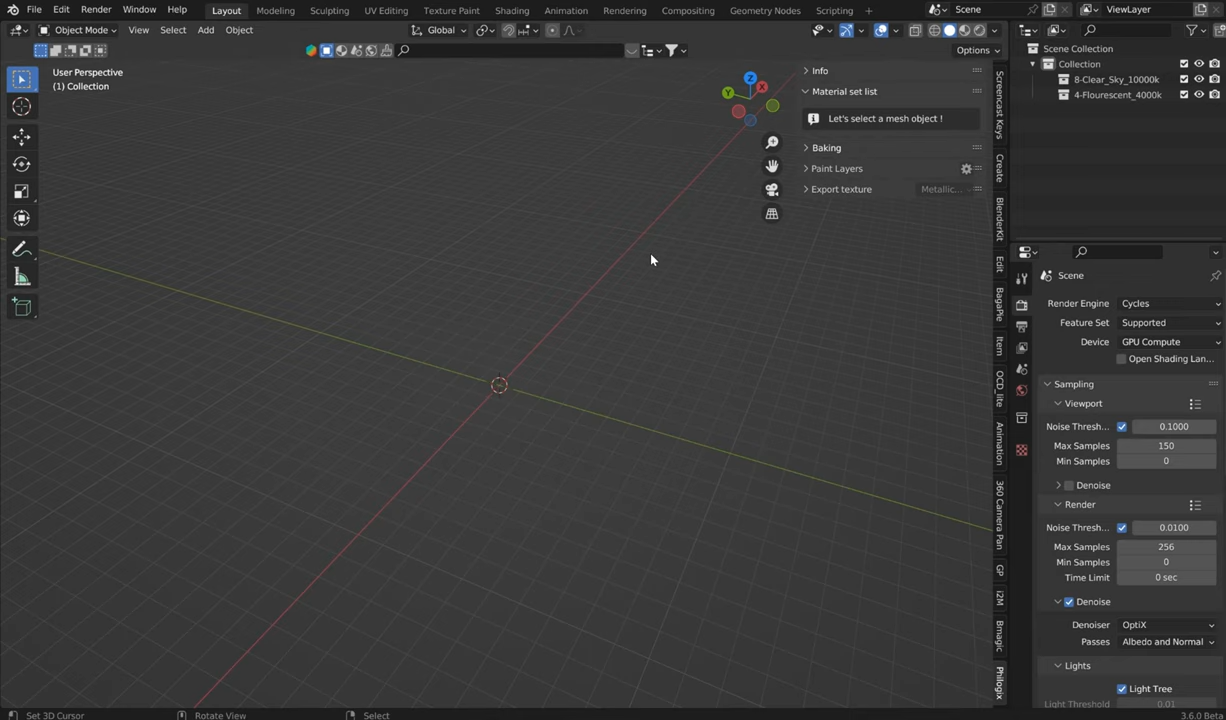 File Edit Render Window Help Layout Modeling Sculpting UV Editing Texture Paint Shading Animation Rendering Compositing Geometry Nodes Scripting + Scene ViewLayer
Object Mode View Select Add Object Global
Options
User Perspective
(1) Collection
Z
X
Y
Info
Material set list
Let's select a mesh object !
Baking
Paint Layers
Export texture Metallic...
Screencast Keys
Create
BlenderKit
Edit
BagaPie
Item
OCD_lite
Animation
360 Camera Pan
GP
i2M
Bmagic
Philogix
Scene Collection
Collection
8-Clear_Sky_10000k
4-Flourescent_4000k
Scene
Render Engine Cycles
Feature Set Supported
Device GPU Compute
Open Shading Lan...
Sampling
Viewport
Noise Thresh... 0.1000
Max Samples 150
Min Samples 0
Denoise
Render
Noise Thresh... 0.0100
Max Samples 256
Min Samples 0
Time Limit 0 sec
Denoise
Denoiser OptiX
Passes Albedo and Normal
Lights
Light Tree
Light Threshold 0.01
Set 3D Cursor Rotate View Select 3.6.0 Beta